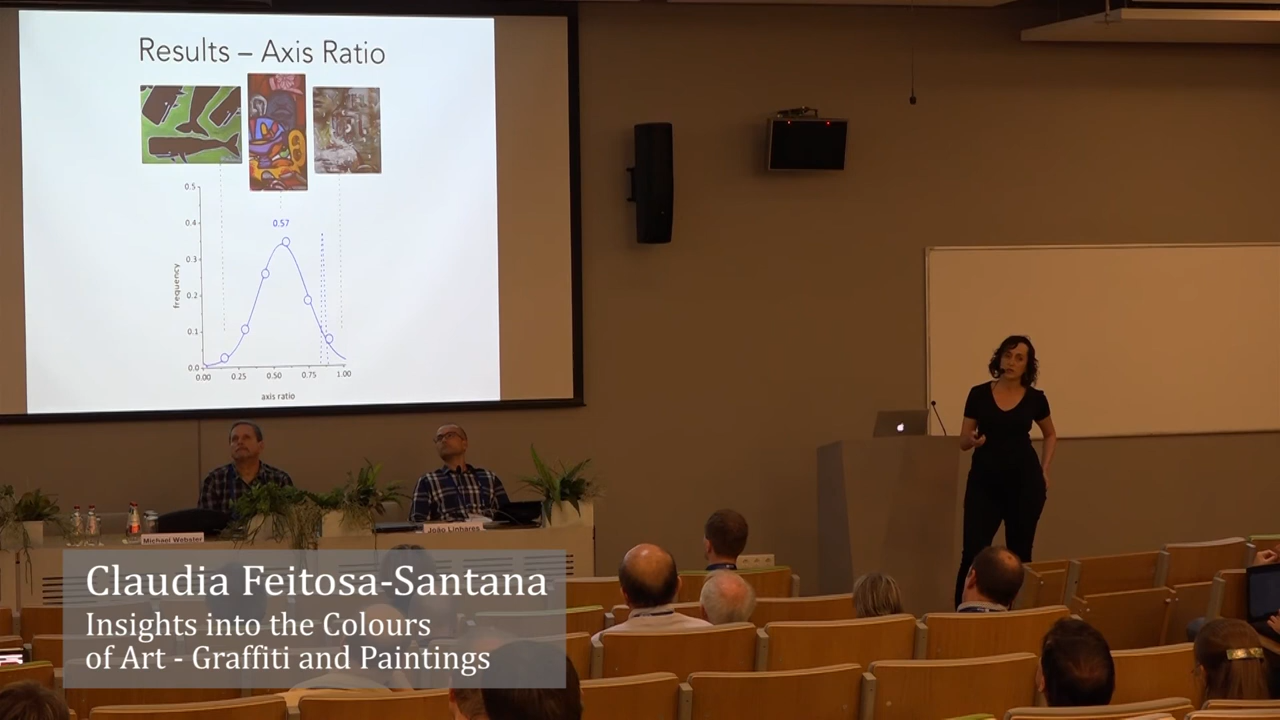 Results – Axis Ratio
0.5
0.4
0.3
0.2
0.1
0.0
frequency
0.57
0.00 0.25 0.50 0.75 1.00
axis ratio
Michael Webster
João Linhares
Claudia Feitosa-Santana
Insights into the Colours
of Art - Graffiti and Paintings